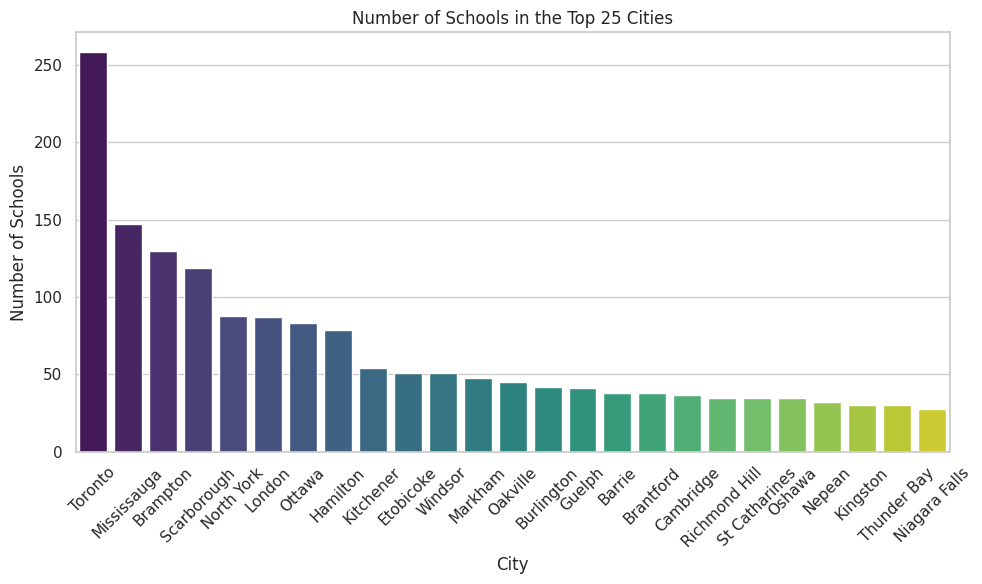 Number of Schools in the Top 25 Cities
Number of Schools
250
200
150
100
50
0
Toronto
Mississauga
Brampton
Scarborough
North York
London
Ottawa
Hamilton
Kitchener
Etobicoke
Windsor
Markham
Oakville
Burlington
Guelph
Barrie
Brantford
Cambridge
Richmond Hill
St Catharines
Oshawa
Nepean
Kingston
Thunder Bay
Niagara Falls
City